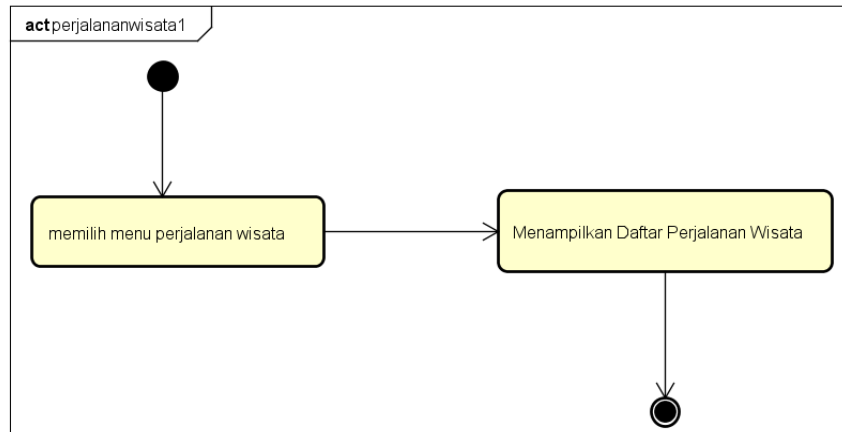 act perjalananwisata1
memilih menu perjalanan wisata
Menampilkan Daftar Perjalanan Wisata